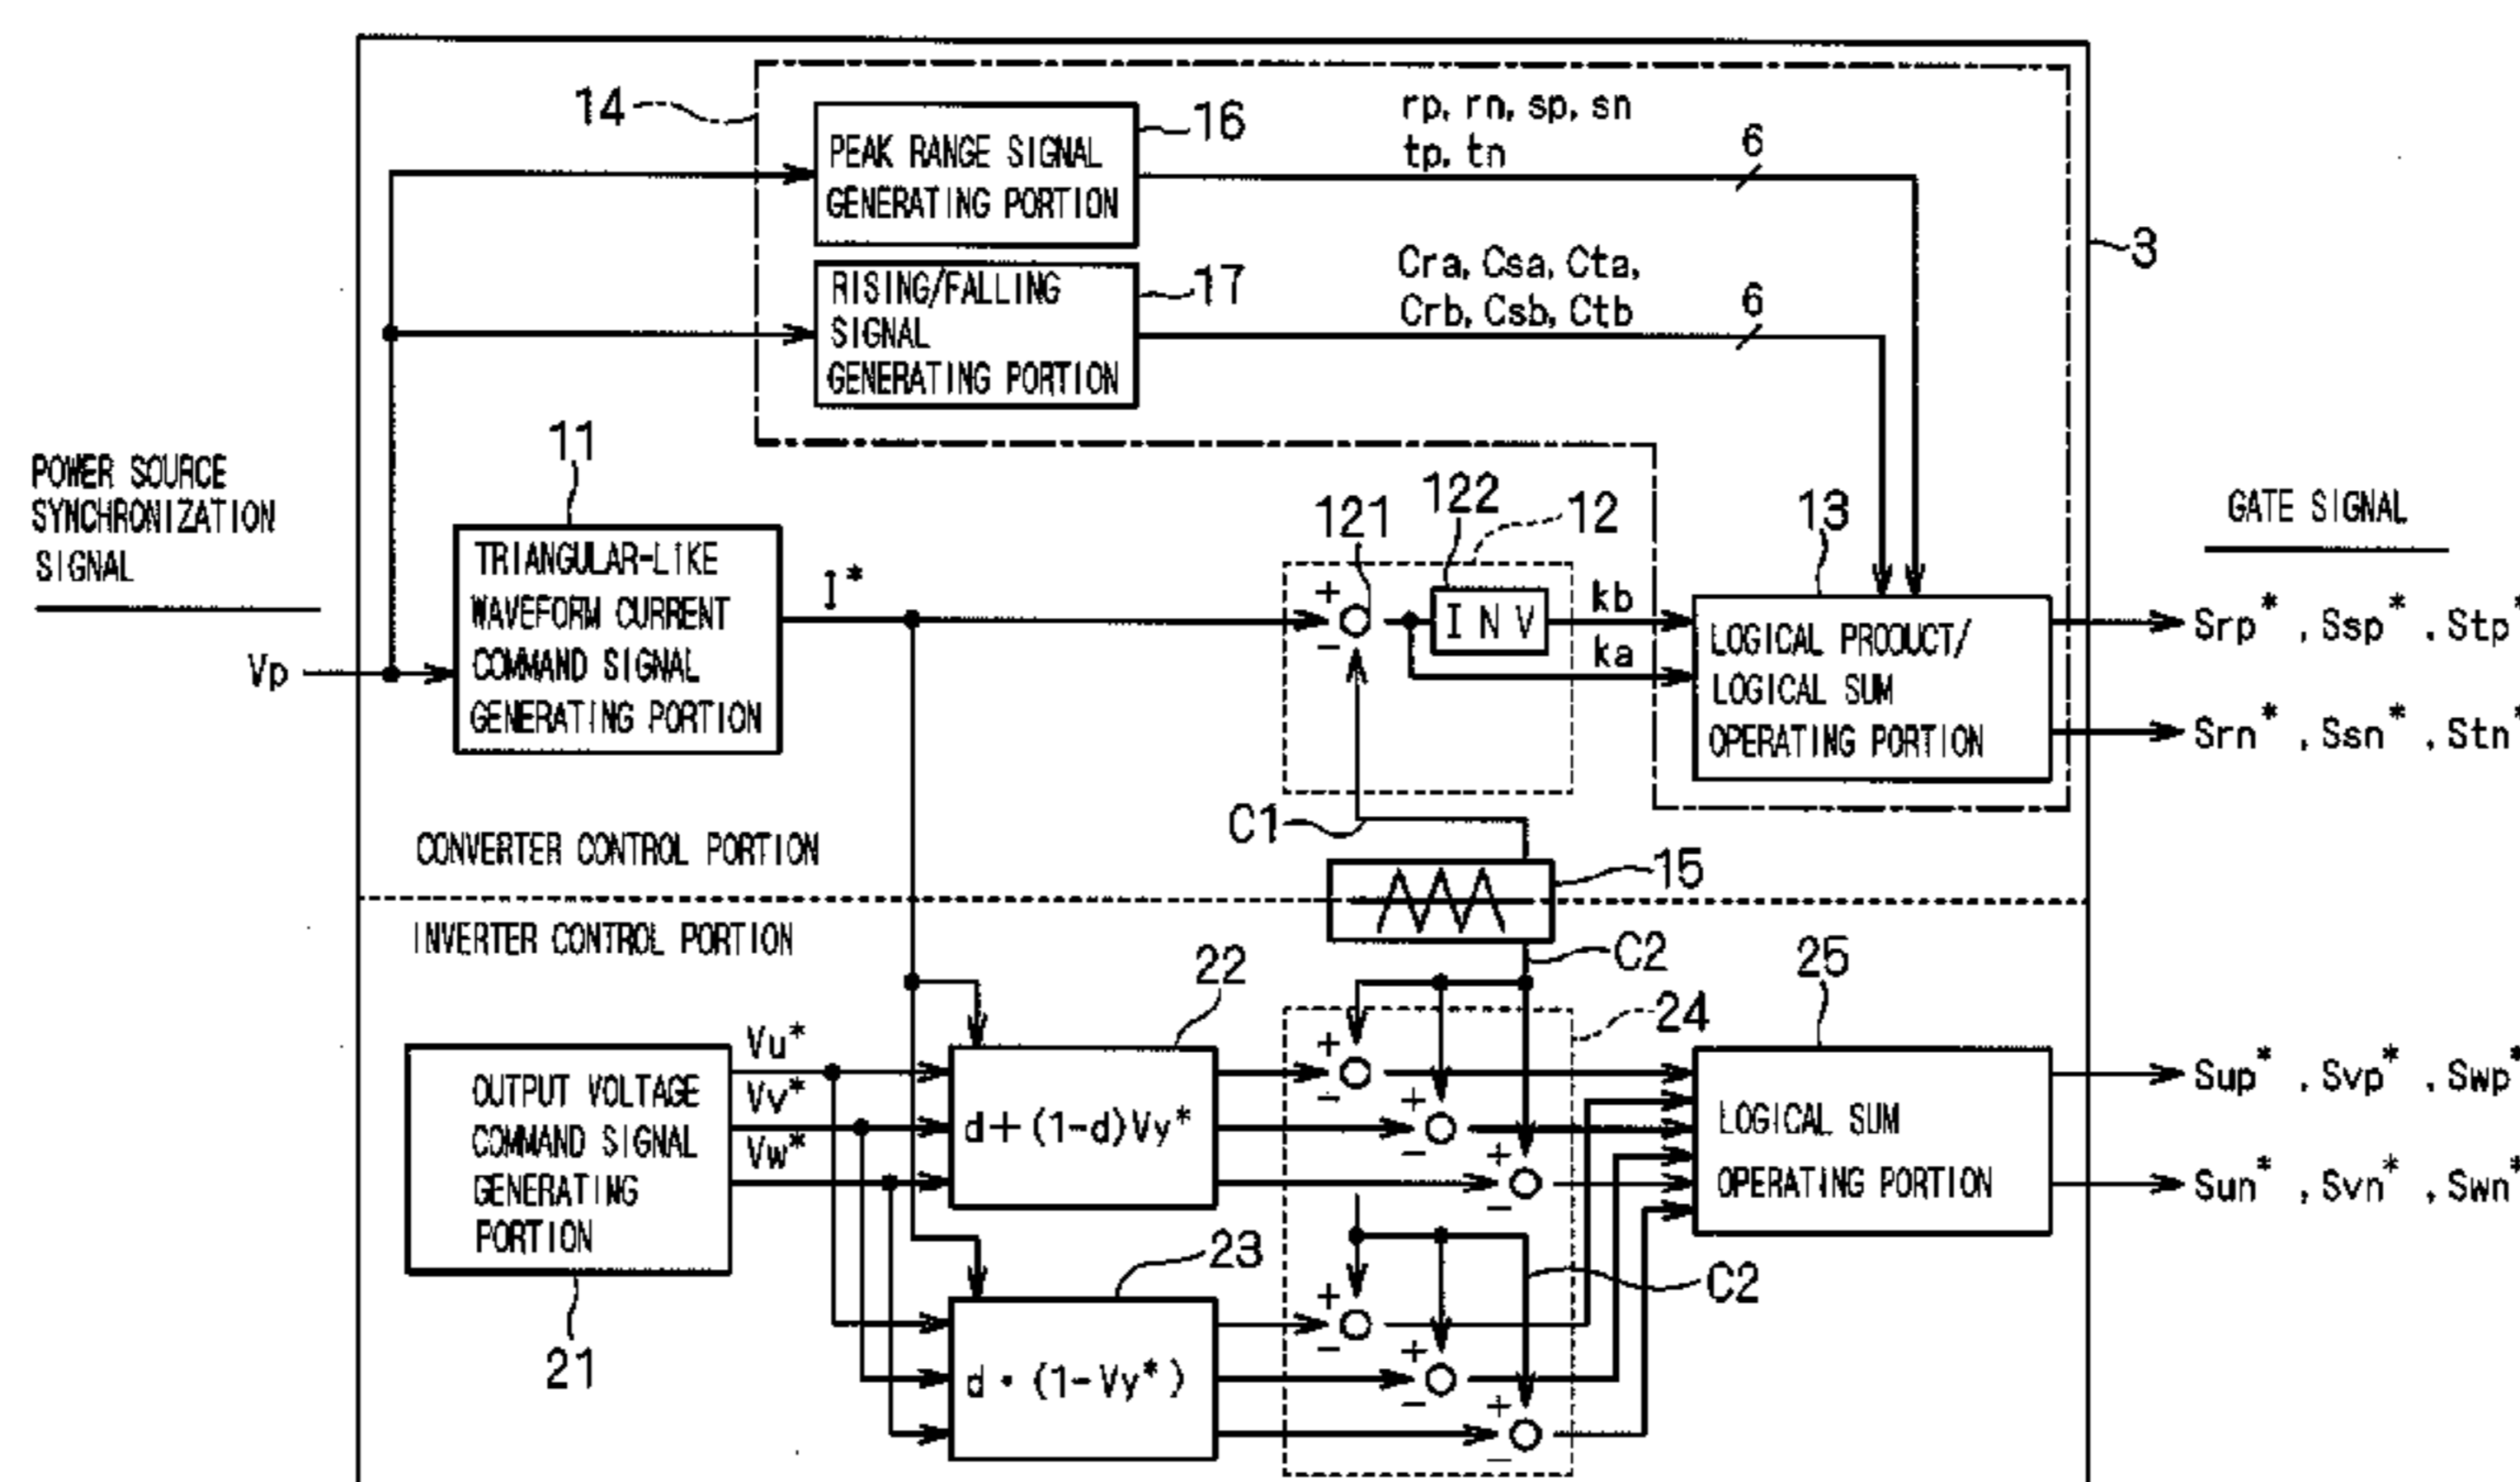 14
PEAK RANGE SIGNAL
GENERATING PORTION
16
rp, rn, sp, sn
tp, tn
6
RISING/FALLING
SIGNAL
GENERATING PORTION
17
Cra, Csa, Cta,
Crb, Csb, Ctb
6
3
POWER SOURCE
SYNCHRONIZATION
SIGNAL
Vp
11
TRIANGULAR-LIKE
WAVEFORM CURRENT
COMMAND SIGNAL
GENERATING PORTION
I*
121
122
12
+
-
INV
kb
ka
13
LOGICAL PRODUCT/
LOGICAL SUM
OPERATING PORTION
GATE SIGNAL
Srp*, Ssp*, Stp*
Srn*, Ssn*, Stn*
C1
15
CONVERTER CONTROL PORTION
INVERTER CONTROL PORTION
C2
OUTPUT VOLTAGE
COMMAND SIGNAL
GENERATING
PORTION
21
Vu*
Vv*
Vw*
22
d+(1-d)Vy*
23
d・(1-Vy*)
24
+
-
+
-
+
-
+
-
+
-
+
-
C2
25
LOGICAL SUM
OPERATING PORTION
Sup*, Svp*, Swp*
Sun*, Svn*, Swn*